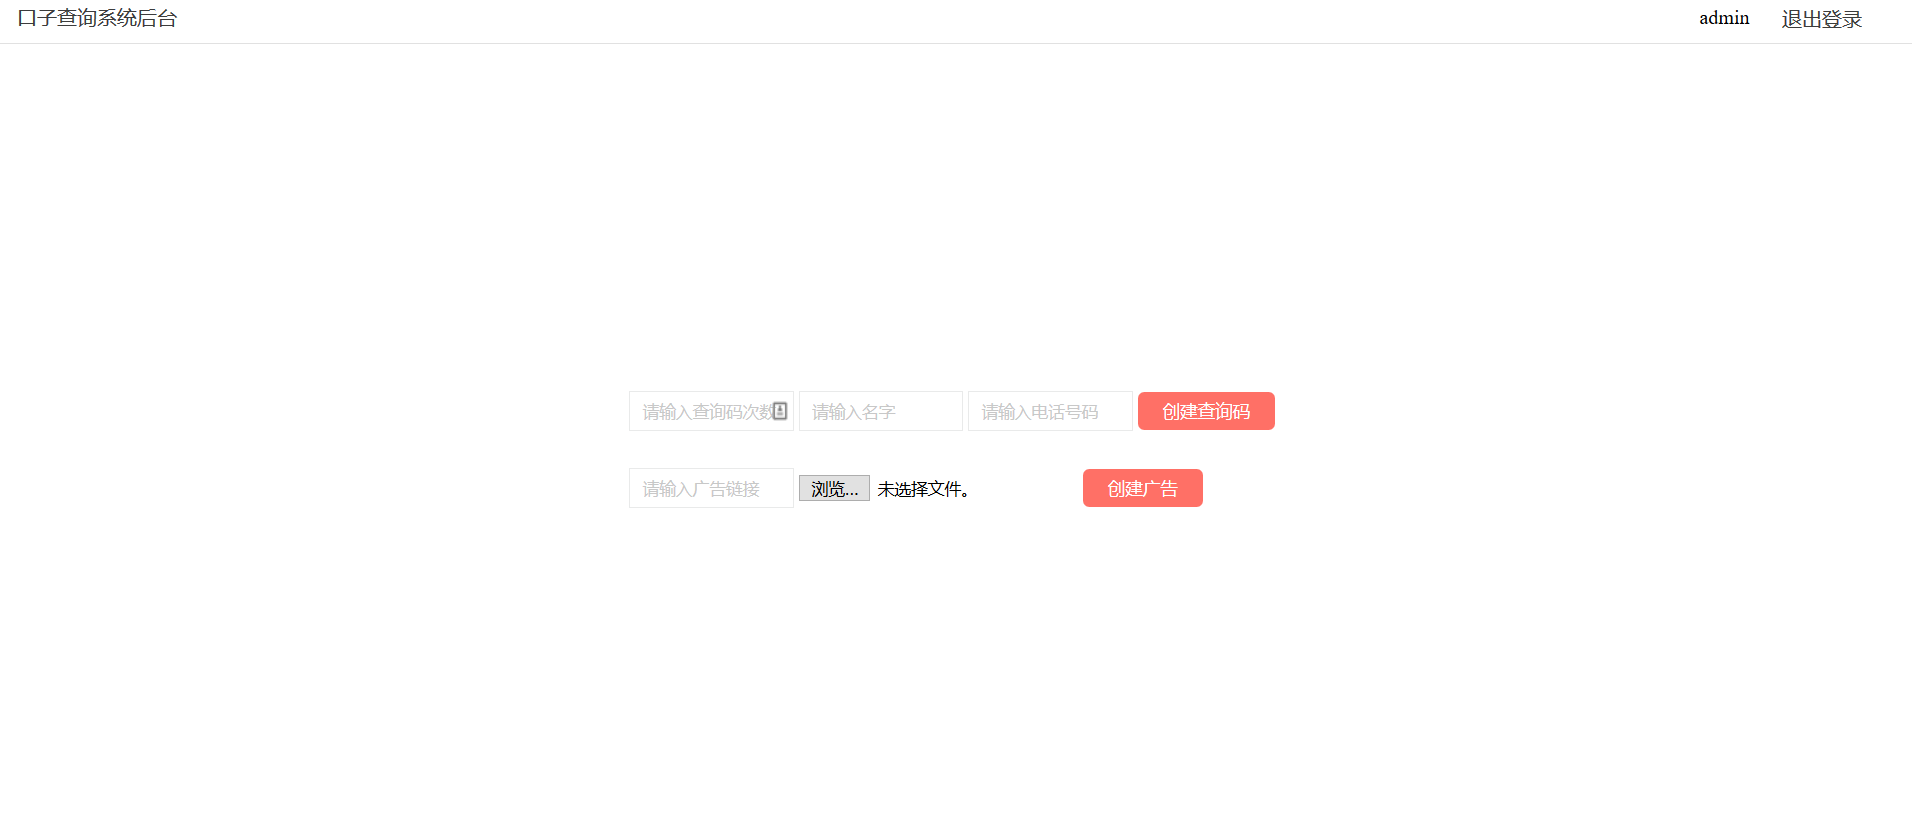 口子查询系统后台 admin 退出登录
请输入查询码次数 请输入名字 请输入电话号码 创建查询码
请输入广告链接 浏览... 未选择文件。 创建广告